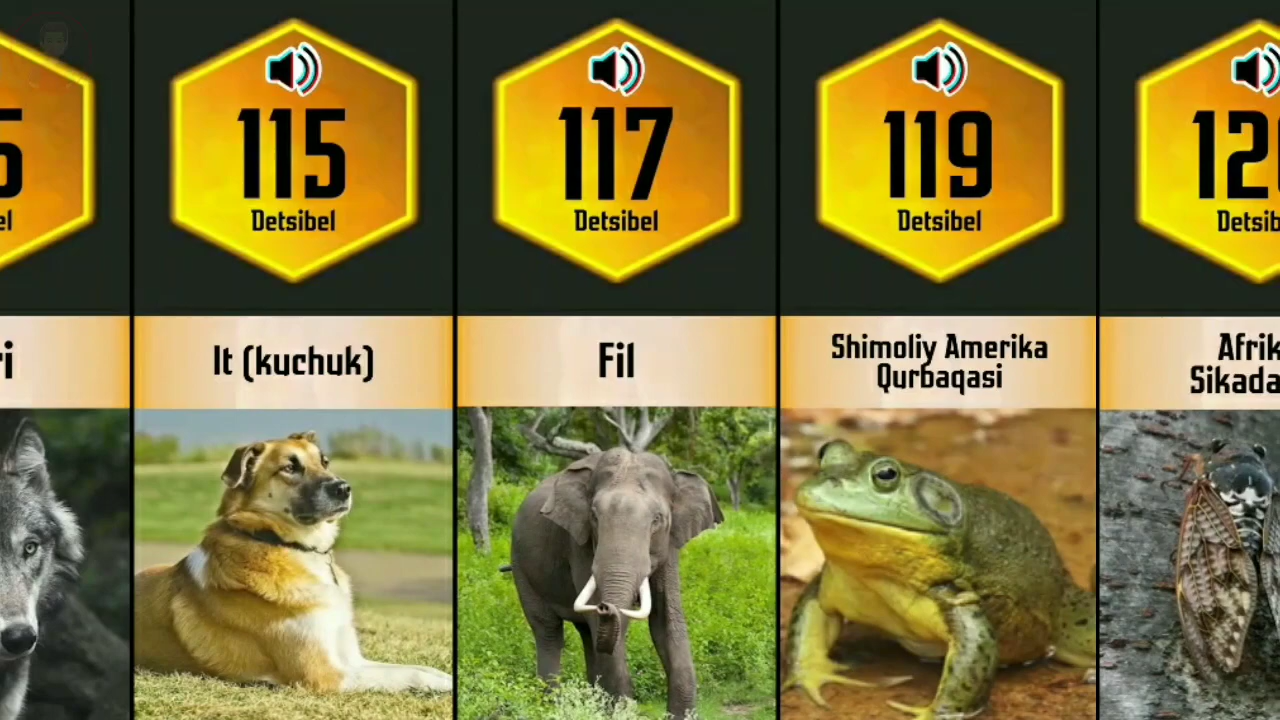 115
Detsibel
It (kuchuk)
117
Detsibel
Fil
119
Detsibel
Shimoliy Amerika
Qurbaqasi